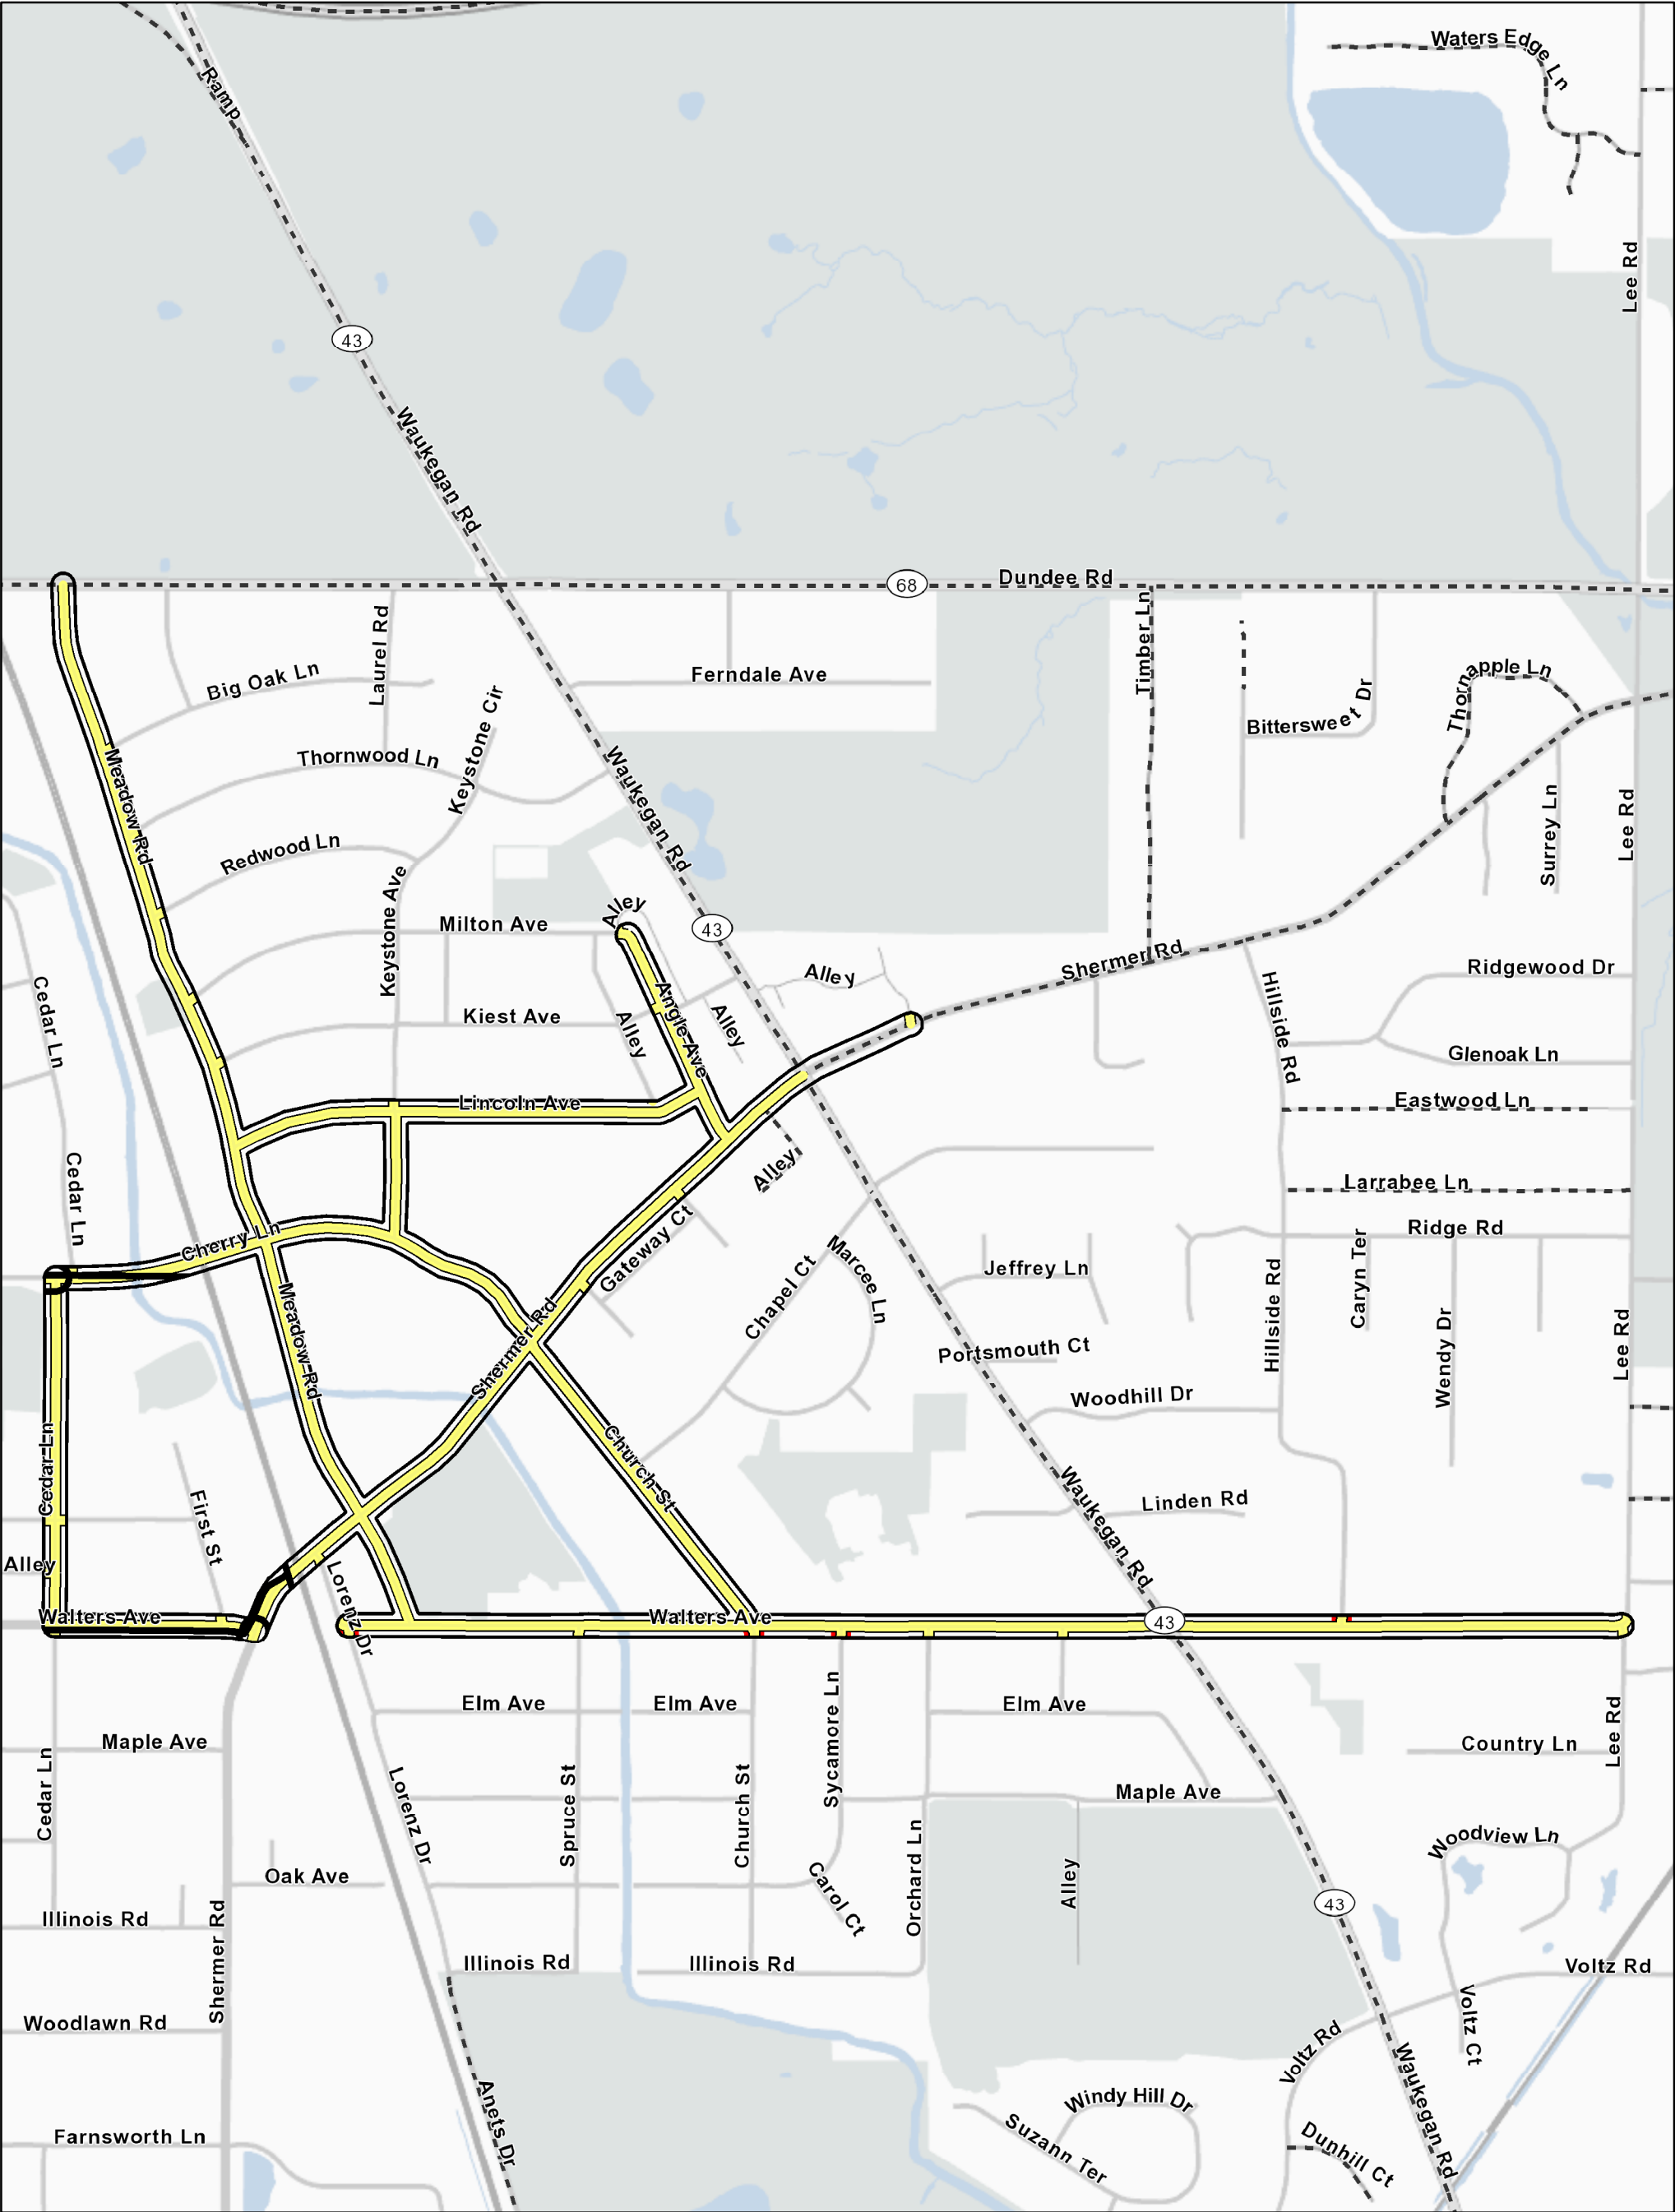 Waters Edge Ln
Ramp
Lee Rd
43
Waukegan Rd
68
Dundee Rd
Timber Ln
Laurel Rd
Big Oak Ln
Ferndale Ave
Thornapple Ln
Bittersweet Dr
Keystone Cir
Thornwood Ln
Meadow Rd
Waukegan Rd
Surrey Ln
Lee Rd
Redwood Ln
Keystone Ave
Milton Ave
Alley
43
Alley
Shermer Rd
Ridgewood Dr
Cedar Ln
Kiest Ave
Alley
Angle Ave
Alley
Hillside Rd
Glenoak Ln
Lincoln Ave
Eastwood Ln
Cedar Ln
Alley
Larrabee Ln
Cherry Ln
Gateway Ct
Ridge Rd
Marcee Ln
Chapel Ct
Jeffrey Ln
Caryn Ter
Hillside Rd
Meadow Rd
Shermer Rd
Portsmouth Ct
Wendy Dr
Lee Rd
Woodhill Dr
Cedar Ln
Church St
First St
Waukegan Rd
Linden Rd
Alley
Lorenz Dr
Walters Ave
Walters Ave
43
Elm Ave
Elm Ave
Sycamore Ln
Elm Ave
Lee Rd
Maple Ave
Country Ln
Cedar Ln
Lorenz Dr
Spruce St
Church St
Maple Ave
Woodview Ln
Oak Ave
Carol Ct
Orchard Ln
Alley
43
Illinois Rd
Shermer Rd
Illinois Rd
Illinois Rd
Voltz Rd
Woodlawn Rd
Voltz Ct
Voltz Rd
Waukegan Rd
Anets Dr
Windy Hill Dr
Suzann Ter
Farnsworth Ln
Dunhill Ct